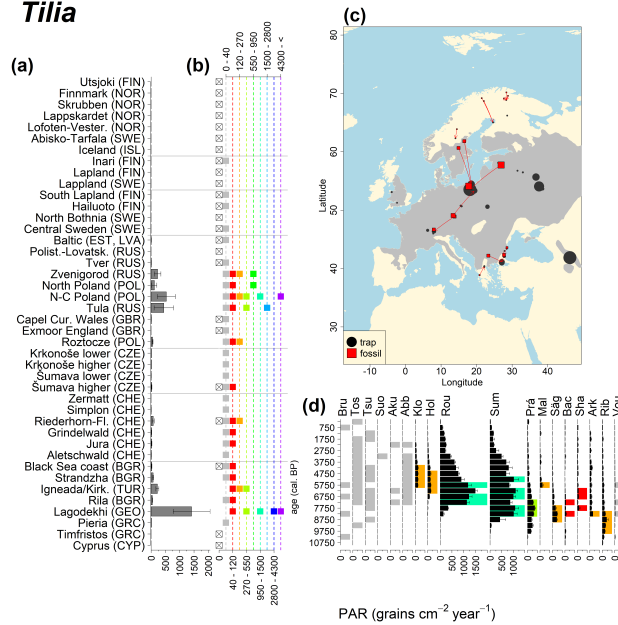 Tilia
(a)
(b)
(c)
0 - 40
120 - 270
550 - 950
1500 - 2800
4300 - <
Utsjoki (FIN)
Finnmark (NOR)
Skrubben (NOR)
Lappskardet (NOR)
Lofoten-Vester. (NOR)
Abisko-Tarfala (SWE)
Iceland (ISL)
Inari (FIN)
Lapland (FIN)
Lappland (SWE)
South Lapland (FIN)
Hailuoto (FIN)
North Bothnia (SWE)
Central Sweden (SWE)
Baltic (EST, LVA)
Polist.-Lovatsk. (RUS)
Tver (RUS)
Zvenigorod (RUS)
North Poland (POL)
N-C Poland (POL)
Tula (RUS)
Capel Cur. Wales (GBR)
Exmoor England (GBR)
Roztocze (POL)
Krkonoše lower (CZE)
Krkonoše higher (CZE)
Šumava lower (CZE)
Šumava higher (CZE)
Zermatt (CHE)
Simplon (CHE)
Riederhorn-Fl. (CHE)
Grindelwald (CHE)
Jura (CHE)
Aletschwald (CHE)
Black Sea coast (BGR)
Strandzha (BGR)
Igneada/Kirk. (TUR)
Rila (BGR)
Lagodekhi (GEO)
Pieria (GRC)
Timfristos (GRC)
Cyprus (CYP)
0
500
1000
1500
2000
40 - 120
270 - 550
950 - 1500
2800 - 4300
age (cal. BP)
80
70
60
50
40
30
Latitude
-10
0
10
20
30
40
Longitude
trap
fossil
(d)
Bru
Tos
Tsu
Suo
Aku
Abb
Klo
Hol
Rou
Sum
Prá
Mal
Ság
Bac
Sha
Ark
Rib
750
1750
2750
3750
4750
5750
6750
7750
8750
9750
10750
500
1000
1500
500
1000
PAR (grains cm−2 year−1)